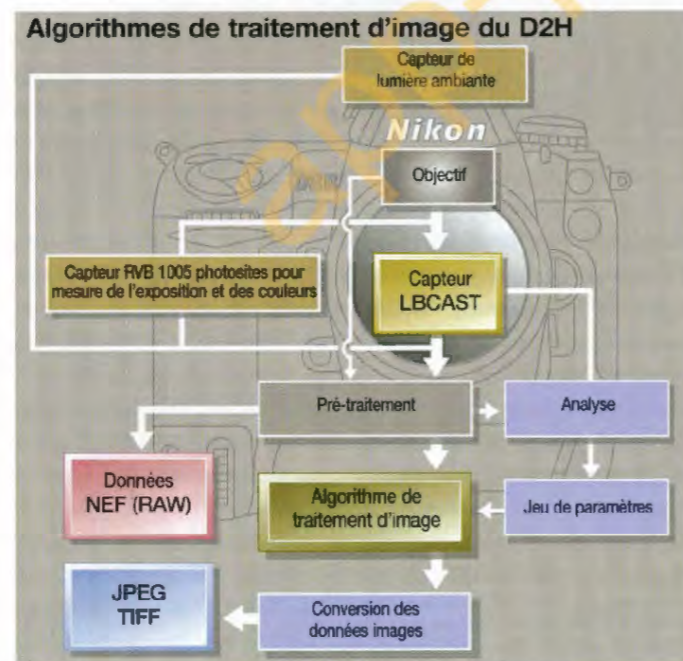 Algorithmes de traitement d'image du D2H
Capteur de
lumière ambiante
Nikon
Objectif
Capteur RVB 1005 photosites pour
mesure de l'exposition et des couleurs
Capteur
LBCAST
Pré-traitement
Analyse
Données
NEF (RAW)
Algorithme de
traitement d'image
Jeu de paramètres
JPEG
TIFF
Conversion des
données images